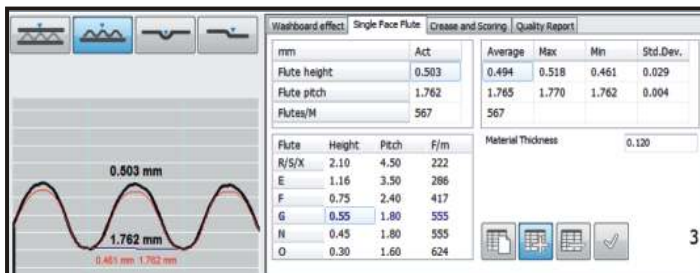 Washboard effect Single Face Flute Crease and Scoring Quality Report
mm Act
Flute height 0.503
Flute pitch 1.762
Flutes/M 567
Average Max Min Std.Dev.
0.494 0.518 0.461 0.029
1.765 1.770 1.762 0.004
567
Flute Height Pitch F/m
R/S/X 2.10 4.50 222
E 1.16 3.50 286
F 0.75 2.40 417
G 0.55 1.80 555
N 0.45 1.80 555
O 0.30 1.60 624
Material Thickness 0.120
3
0.503 mm
1.762 mm
0.461 mm 1.762 mm